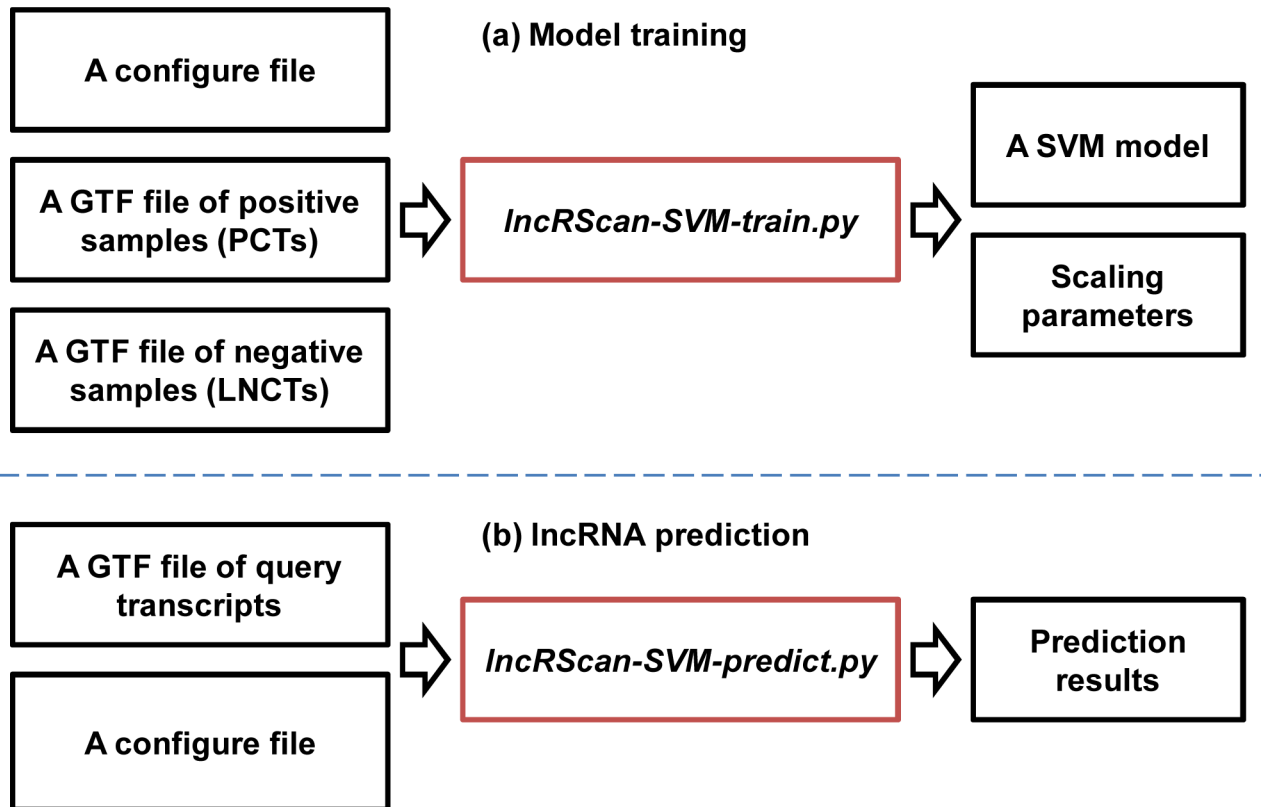 (a) Model training
A configure file
A GTF file of positive
samples (PCTs)
A GTF file of negative
samples (LNCTs)
lncRScan-SVM-train.py
A SVM model
Scaling
parameters
(b) lncRNA prediction
A GTF file of query
transcripts
A configure file
lncRScan-SVM-predict.py
Prediction
results